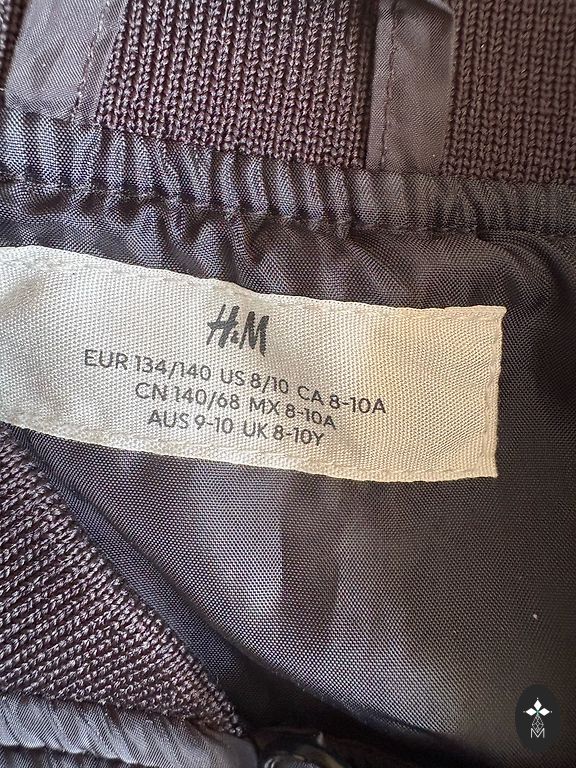 H&M
EUR 134/140 US 8/10 CA 8-10A
CN 140/68 MX 8-10A
AUS 9-10 UK 8-10Y
M